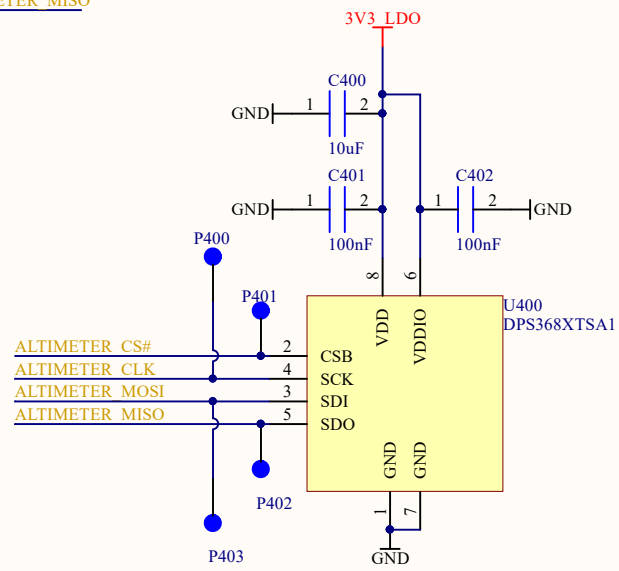 3V3_LDO
C400
GND 1 2
10uF
C401 C402
GND 1 2 1 2 GND
100nF 100nF
P400
8 6
P401
U400
DPS368XTSA1
VDD VDDIO
ALTIMETER_CS# 2 CSB
ALTIMETER_CLK 4 SCK
ALTIMETER_MOSI 3 SDI
ALTIMETER_MISO 5 SDO
GND GND
P402
1 7
P403
GND